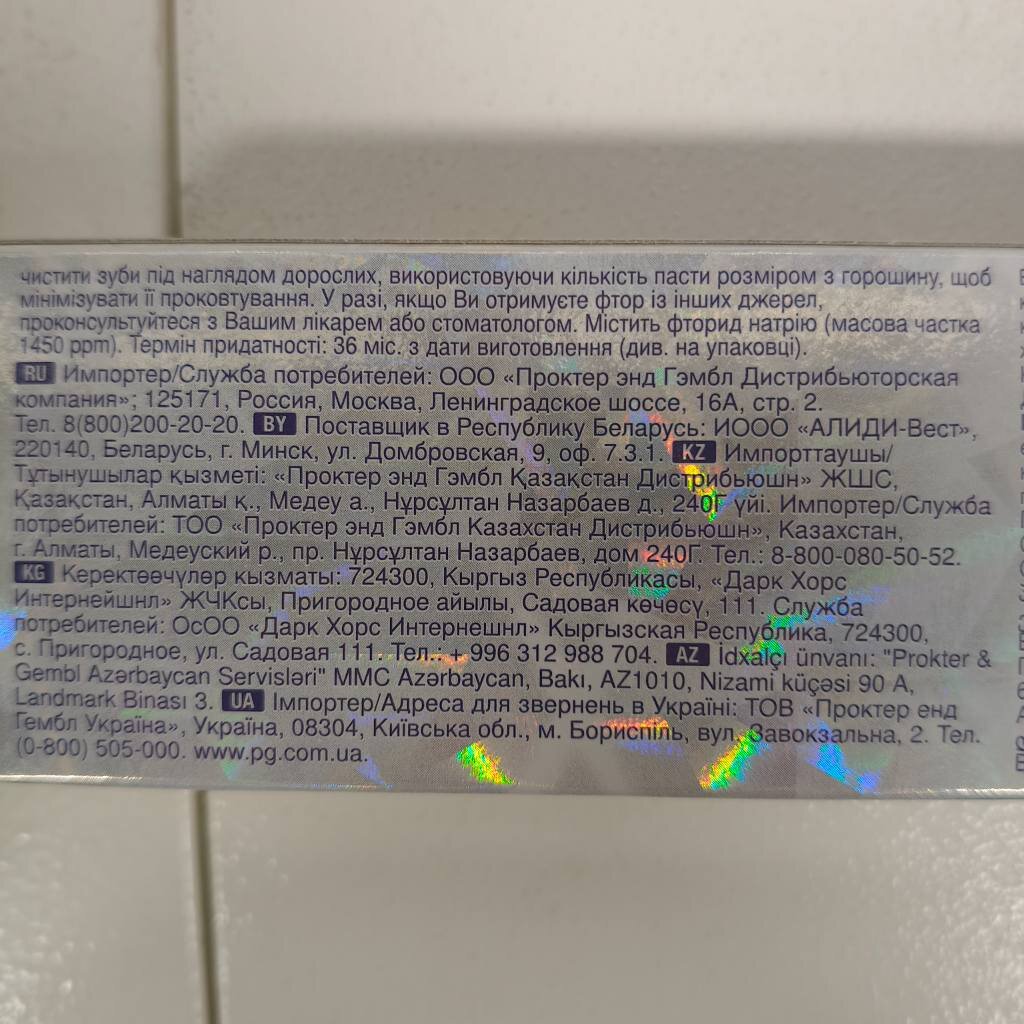 чистити зуби під наглядом дорослих, використовуючи кількість пасти розміром з горошину, щоб
мінімізувати її проковтування. У разі, якщо Ви отримуєте фтор із інших джерел,
проконсультуйтеся з Вашим лікарем або стоматологом. Містить фторид натрію (масова частка
1450 ppm). Термін придатності: 36 міс. з дати виготовлення (див. на упаковці).
RU Импортер/Служба потребителей: ООО «Проктер энд Гэмбл Дистрибьюторская
компания»; 125171, Россия, Москва, Ленинградское шоссе, 16А, стр. 2.
Тел. 8(800)200-20-20. BY Поставщик в Республику Беларусь: ИООО «АЛИДИ-Вест»,
220140, Беларусь, г. Минск, ул. Домбровская, 9, оф. 7.3.1. KZ Импорттаушы/
Тұтынушылар қызметі: «Проктер энд Гэмбл Қазақстан Дистрибьюшн» ЖШС,
Қазақстан, Алматы қ., Медеу а., Нұрсұлтан Назарбаев д., 240Г үйі. Импортер/Служба
потребителей: ТОО «Проктер энд Гэмбл Казахстан Дистрибьюшн», Казахстан,
г. Алматы, Медеуский р., пр. Нұрсұлтан Назарбаев, дом 240Г. Тел.: 8-800-080-50-52.
KG Керектөөчүлөр кызматы: 724300, Кыргыз Республикасы, «Дарк Хорс
Интернейшнл» ЖЧКсы, Пригородное айылы, Садовая көчөсү, 111. Служба
потребителей: ОсОО «Дарк Хорс Интернешнл» Кыргызская Республика, 724300,
с. Пригородное, ул. Садовая 111. Тел.: + 996 312 988 704. AZ İdxalçı ünvanı: "Prokter &
Gembl Azərbaycan Servisləri" MMC Azərbaycan, Bakı, AZ1010, Nizami küçəsi 90 A,
Landmark Binası 3. UA Імпортер/Адреса для звернень в Україні: ТОВ «Проктер енд
Гембл Україна», Україна, 08304, Київська обл., м. Бориспіль, вул. Завокзальна, 2. Тел.
(0-800) 505-000. www.pg.com.ua.